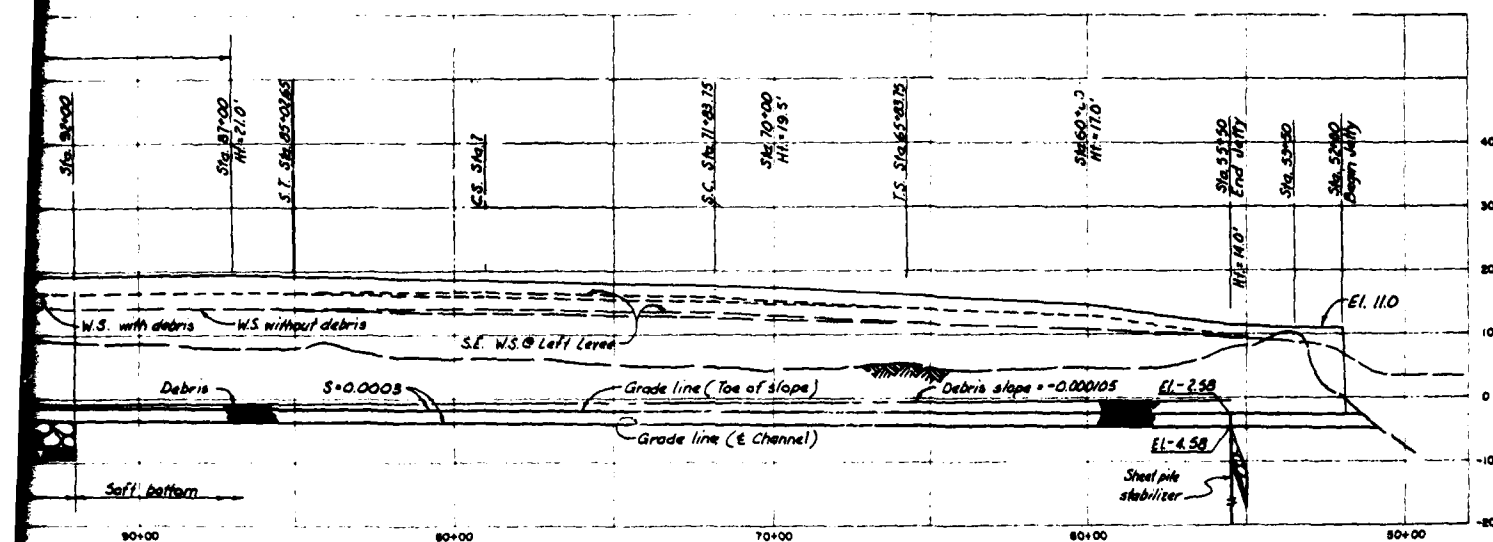 Sta. 92+00
Sta. 87+00
Ht.=21.0'
S.T. Sta. 85+02.65
C.S. Sta.?
S.C. Sta. 71+83.75
Sta. 70+00
Ht.=19.5'
T.S. Sta. 65+83.75
Sta. 60+
Ht.=17.0'
Sta. 55+50
End Jetty
Ht.=14.0'
Sta. 53+50
Sta. 52+00
Begin Jetty
40
30
20
El. 11.0
10
W.S. with debris
W.S. without debris
S.E. W.S. @ Left Levee
Debris
S=0.0003
Grade line (Toe of slope)
Debris slope = -0.000105
El.-2.58
0
Grade line (℄ Channel)
El.-4.58
-10
Soft bottom
Sheet pile
stabilizer
-20
90+00
80+00
70+00
60+00
50+00